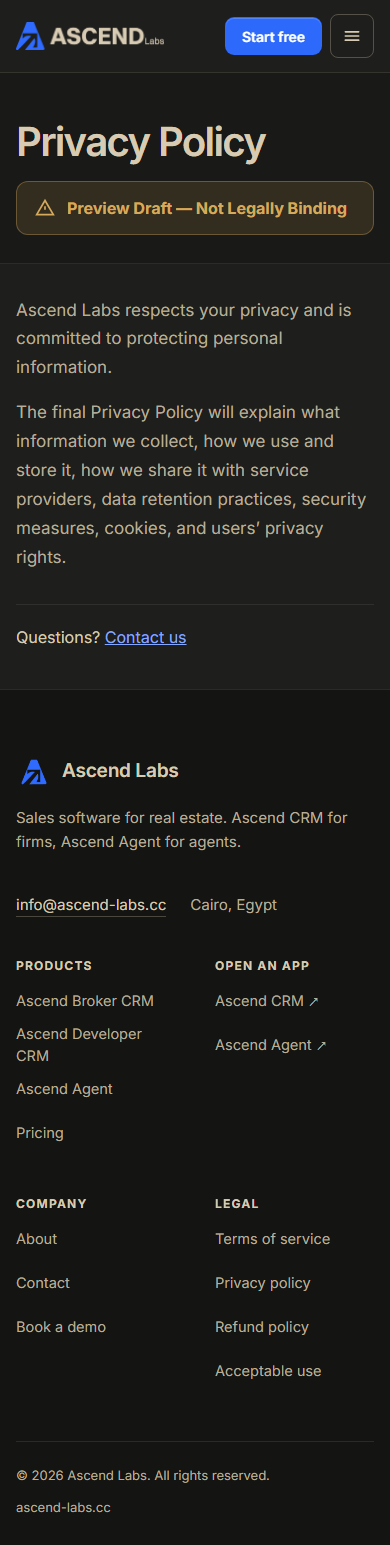 ASCEND Labs
Start free
Privacy Policy
Preview Draft — Not Legally Binding
Ascend Labs respects your privacy and is
committed to protecting personal
information.
The final Privacy Policy will explain what
information we collect, how we use and
store it, how we share it with service
providers, data retention practices, security
measures, cookies, and users’ privacy
rights.
Questions? Contact us
Ascend Labs
Sales software for real estate. Ascend CRM for
firms, Ascend Agent for agents.
info@ascend-labs.cc Cairo, Egypt
PRODUCTS
Ascend Broker CRM
Ascend Developer
CRM
Ascend Agent
Pricing
OPEN AN APP
Ascend CRM ↗
Ascend Agent ↗
COMPANY
About
Contact
Book a demo
LEGAL
Terms of service
Privacy policy
Refund policy
Acceptable use
© 2026 Ascend Labs. All rights reserved.
ascend-labs.cc